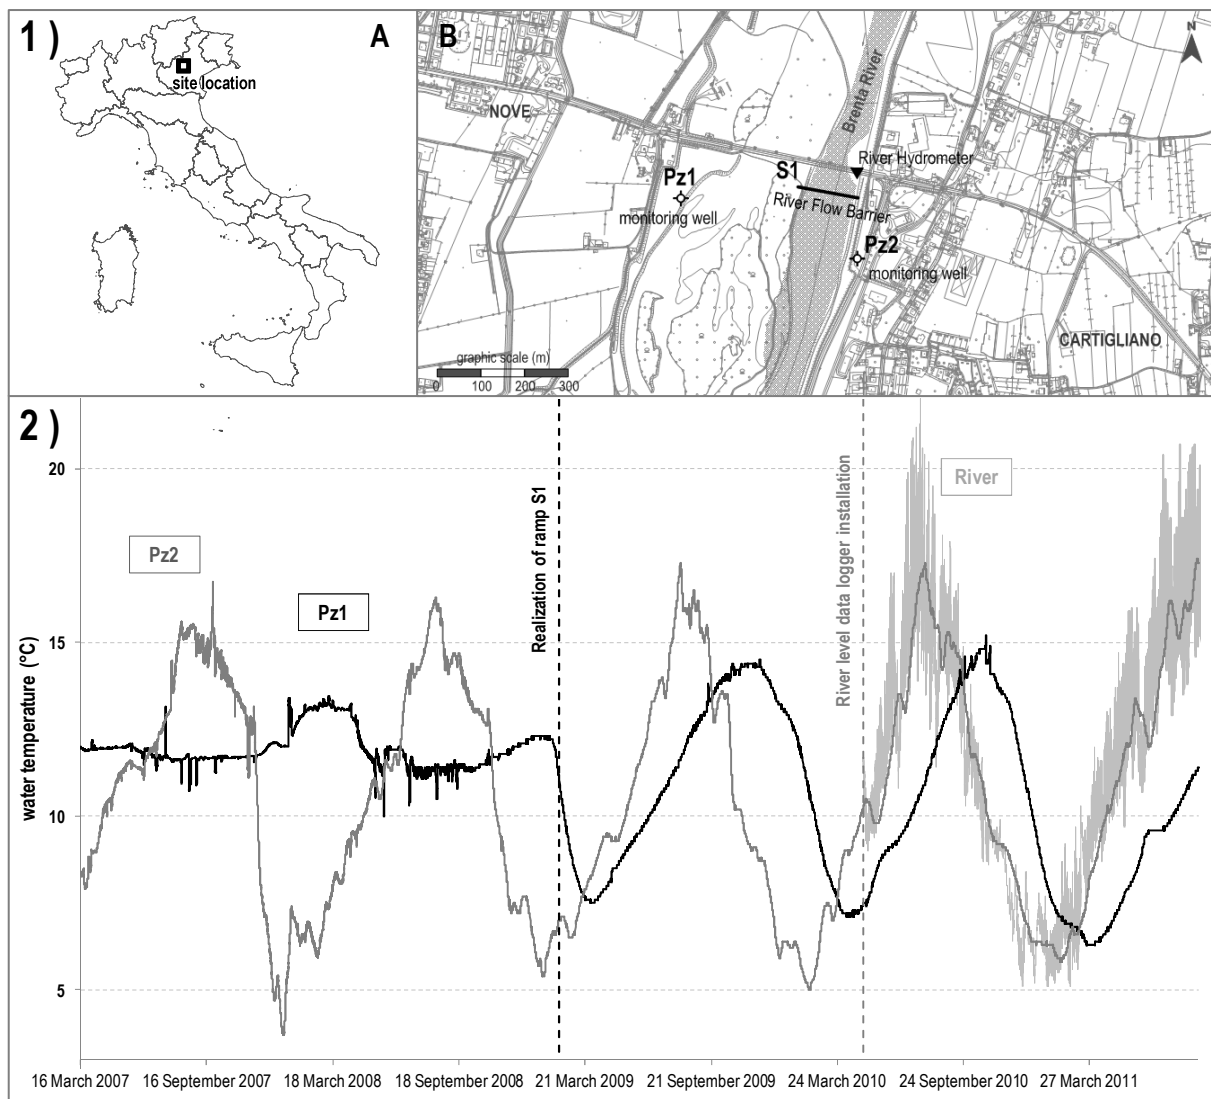 1 )
A
site location
B
N
NOVE
Brenta River
River Hydrometer
S1
Pz1
River Flow Barrier
monitoring well
Pz2
monitoring well
CARTIGLIANO
graphic scale (m)
0 100 200 300
2 )
20
15
10
5
water temperature (°C)
Pz2
Pz1
Realization of ramp S1
River level data logger installation
River
16 March 2007 16 September 2007 18 March 2008 18 September 2008 21 March 2009 21 September 2009 24 March 2010 24 September 2010 27 March 2011